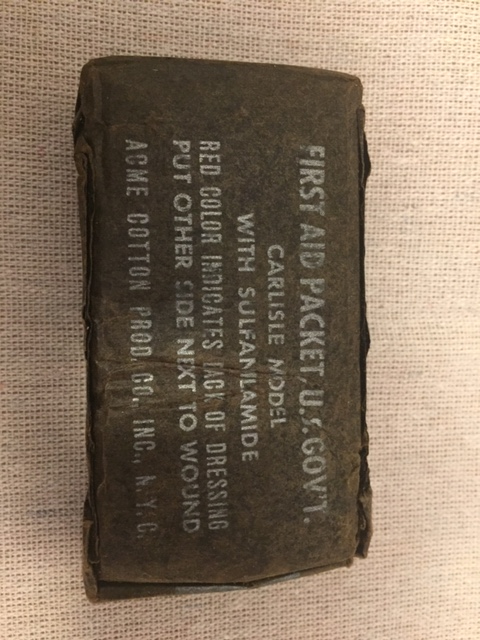 FIRST AID PACKET, U.S. GOV'T.
CARLISLE MODEL
WITH SULFANILAMIDE
RED COLOR INDICATES BACK OF DRESSING
PUT OTHER SIDE NEXT TO WOUND
ACME COTTON PROD. CO., INC., N.Y.C.